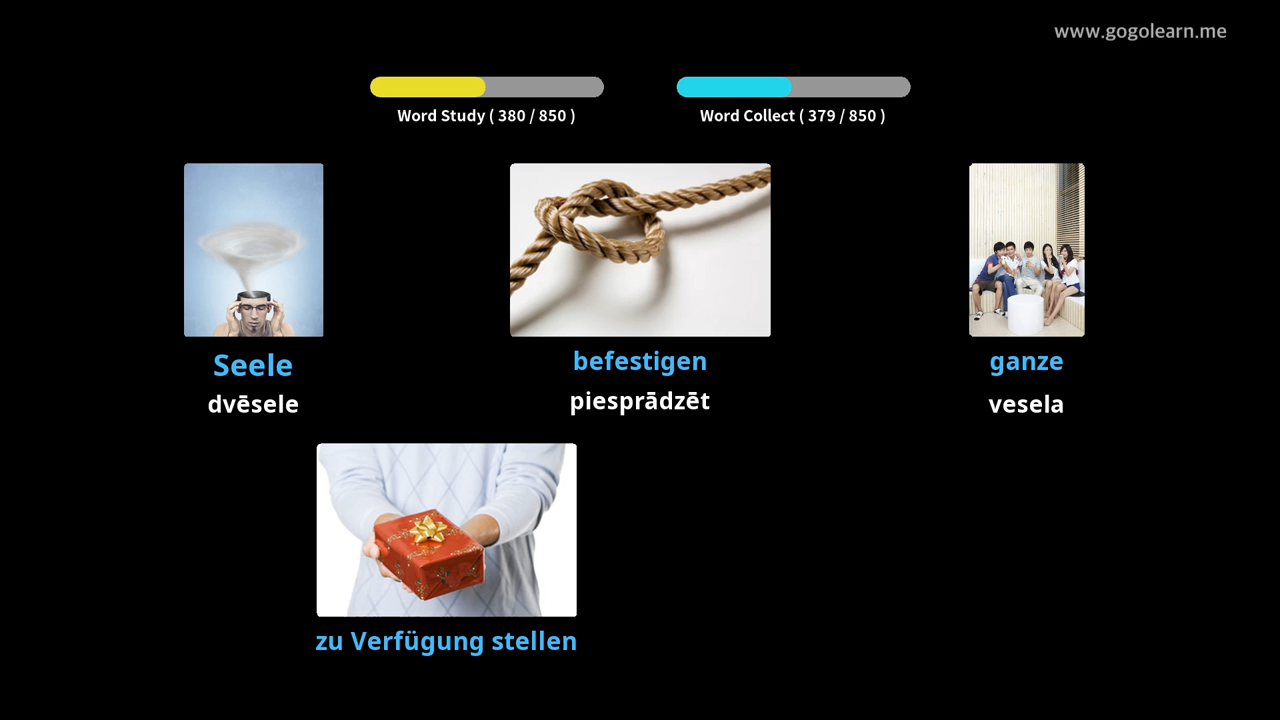 www.gogolearn.me
Word Study ( 380 / 850 )
Word Collect ( 379 / 850 )
Seele
dvēsele
befestigen
piesprādzēt
ganze
vesela
zu Verfügung stellen